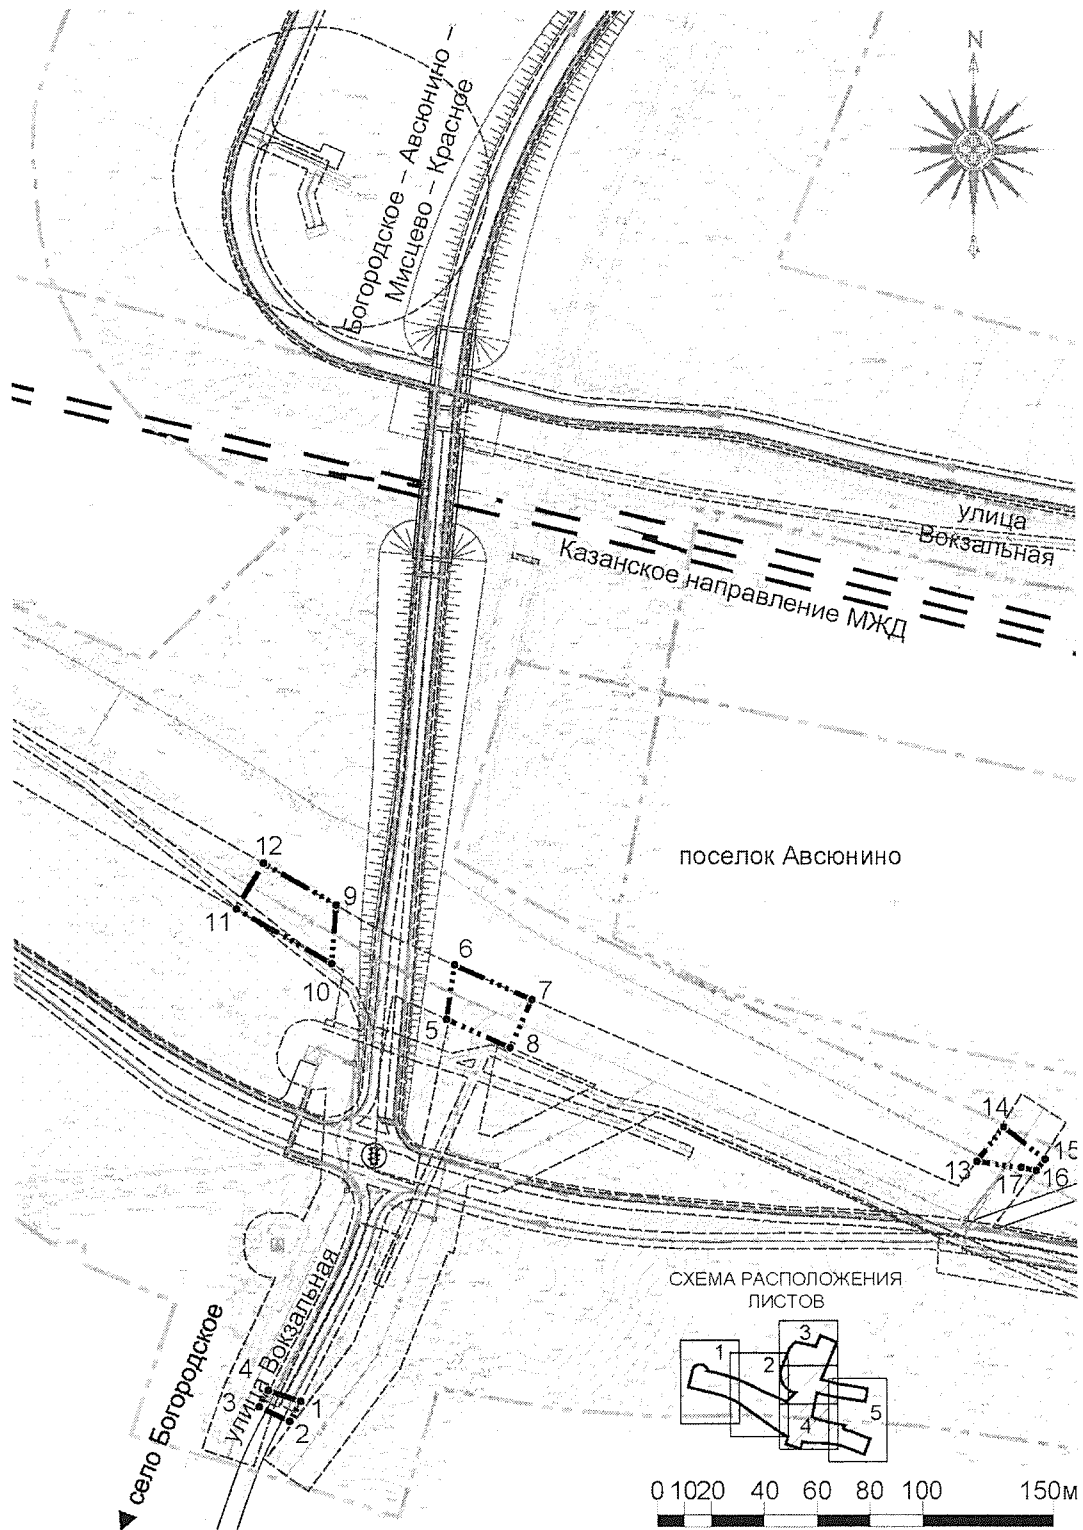 N
Богородское – Авсюнино –
Мисцево – Красное
улица
Вокзальная
Казанское направление МЖД
поселок Авсюнино
12
9
11
10
6
7
5
8
14
13
15
17
16
улица Вокзальная
село Богородское
4
3
1
2
СХЕМА РАСПОЛОЖЕНИЯ
ЛИСТОВ
1
2
3
4
5
0 10 20 40 60 80 100 150м